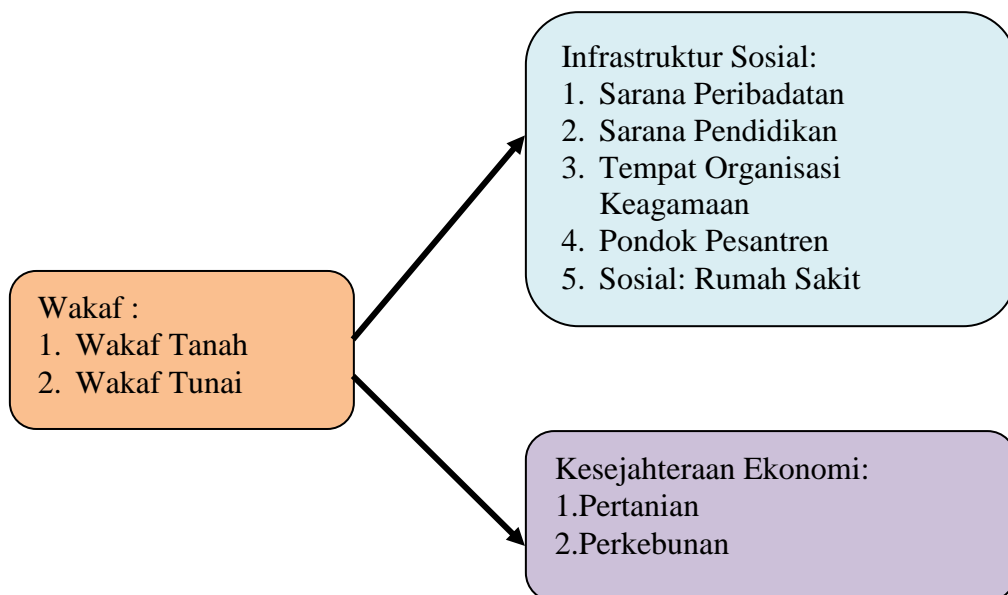 Infrastruktur Sosial:
1. Sarana Peribadatan
2. Sarana Pendidikan
3. Tempat Organisasi
Keagamaan
4. Pondok Pesantren
5. Sosial: Rumah Sakit
Wakaf :
1. Wakaf Tanah
2. Wakaf Tunai
Kesejahteraan Ekonomi:
1.Pertanian
2.Perkebunan